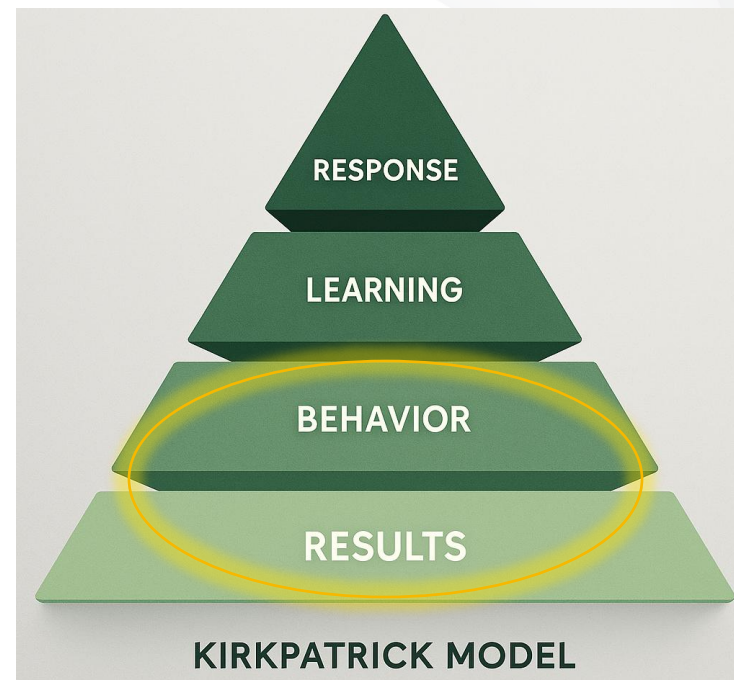 RESPONSE
LEARNING
BEHAVIOR
RESULTS
KIRKPATRICK MODEL